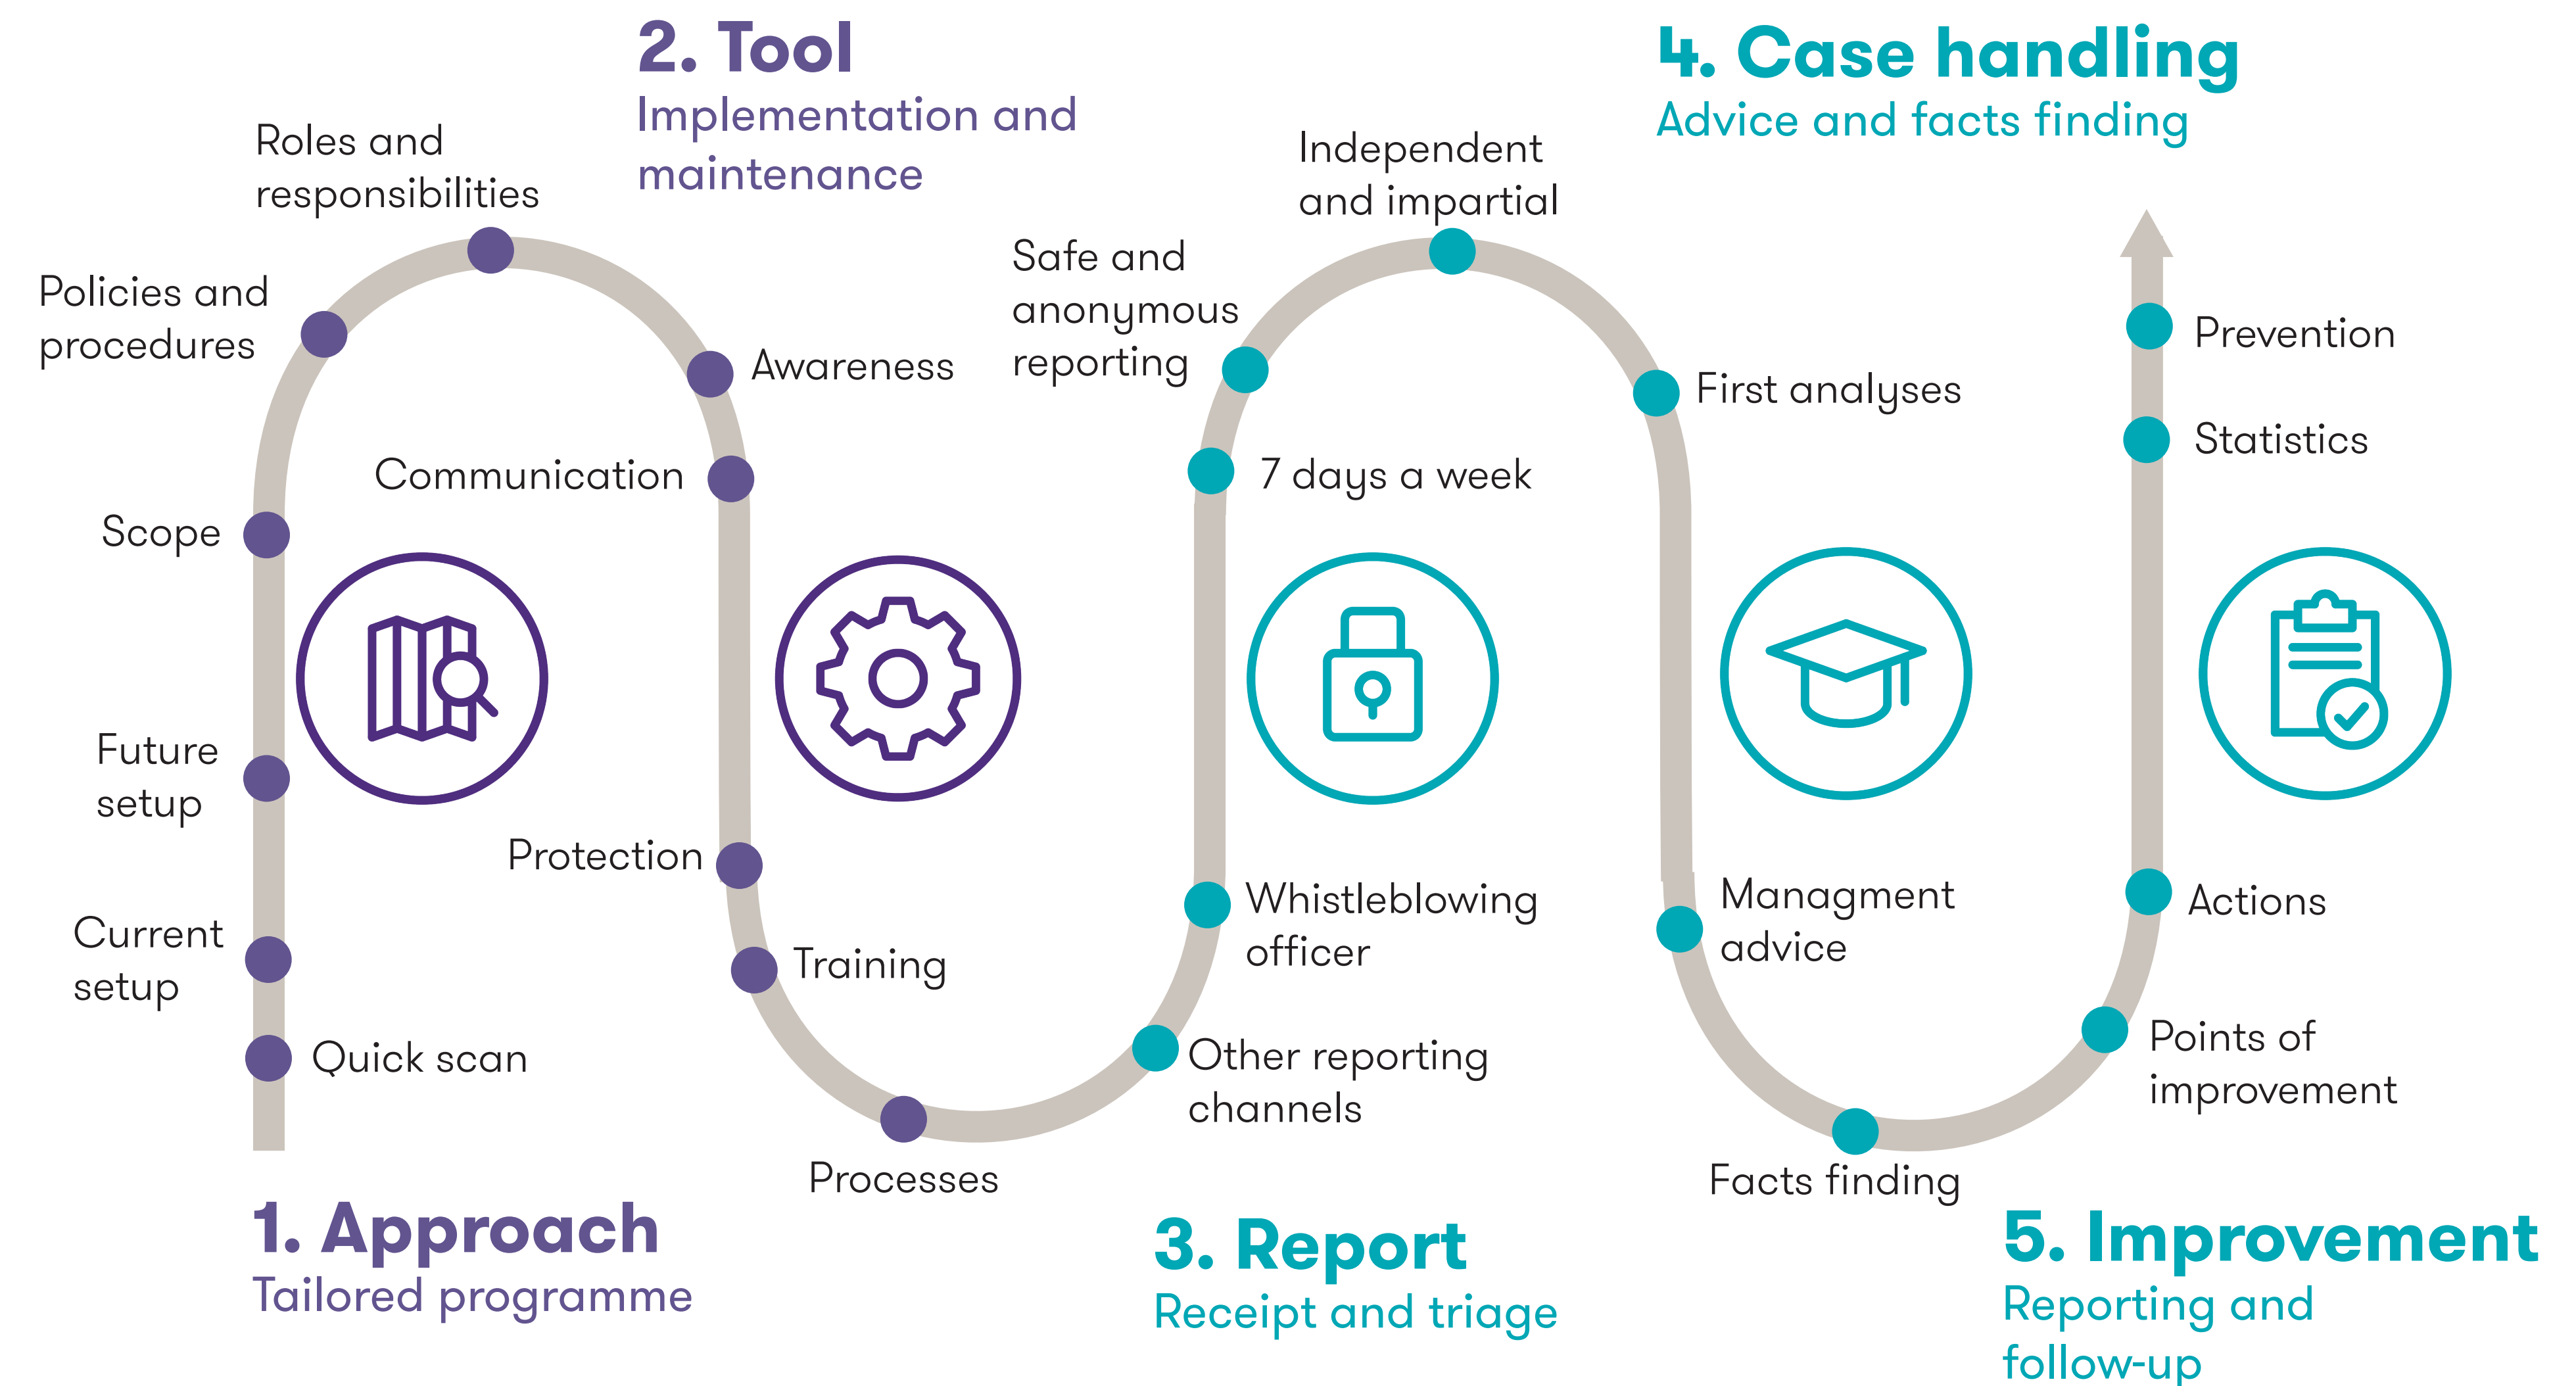 1. Approach
Tailored programme
Quick scan
Current
setup
Future
setup
Scope
Policies and
procedures
Roles and
responsibilities
2. Tool
Implementation and
maintenance
Awareness
Communication
Protection
Training
Processes
3. Report
Receipt and triage
Other reporting
channels
Whistleblowing
officer
7 days a week
Safe and
anonymous
reporting
Independent
and impartial
4. Case handling
Advice and facts finding
First analyses
Managment
advice
Facts finding
5. Improvement
Reporting and
follow-up
Points of
improvement
Actions
Statistics
Prevention